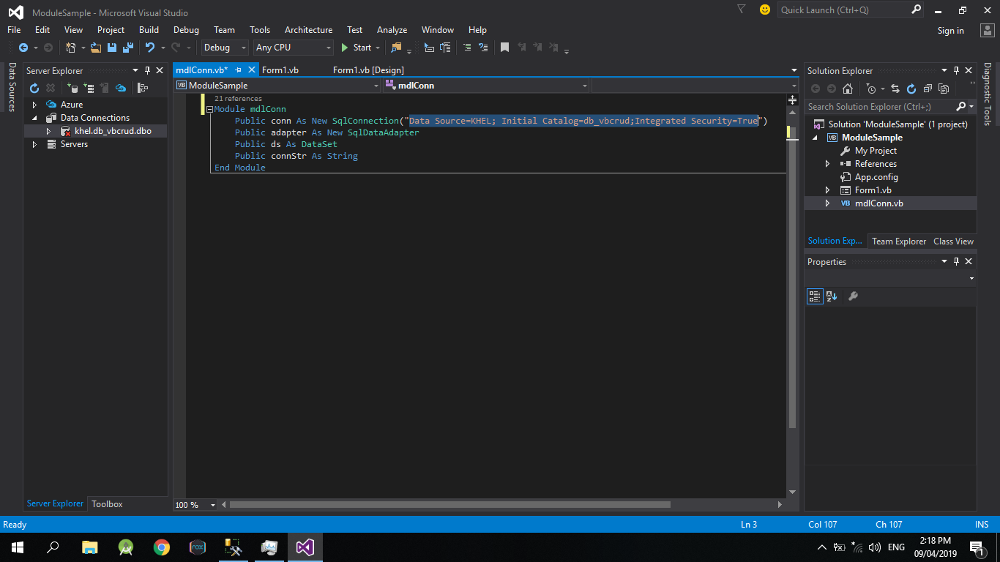 ModuleSample - Microsoft Visual Studio
Quick Launch (Ctrl+Q)
File Edit View Project Build Debug Team Tools Architecture Test Analyze Window Help
Sign in
Debug Any CPU Start
Data Sources
Server Explorer
Azure
Data Connections
khel.db_vbcrud.dbo
Servers
Server Explorer Toolbox
mdlConn.vb* Form1.vb Form1.vb [Design]
VB ModuleSample mdlConn
21 references
Module mdlConn
Public conn As New SqlConnection("Data Source=KHEL; Initial Catalog=db_vbcrud;Integrated Security=True")
Public adapter As New SqlDataAdapter
Public ds As DataSet
Public connStr As String
End Module
100 %
Solution Explorer
Search Solution Explorer (Ctrl+;)
Solution 'ModuleSample' (1 project)
VB ModuleSample
My Project
References
App.config
Form1.vb
VB mdlConn.vb
Solution Exp... Team Explorer Class View
Properties
Diagnostic Tools
Ready Ln 3 Col 107 Ch 107 INS
nox
ENG
2:18 PM
09/04/2019
1